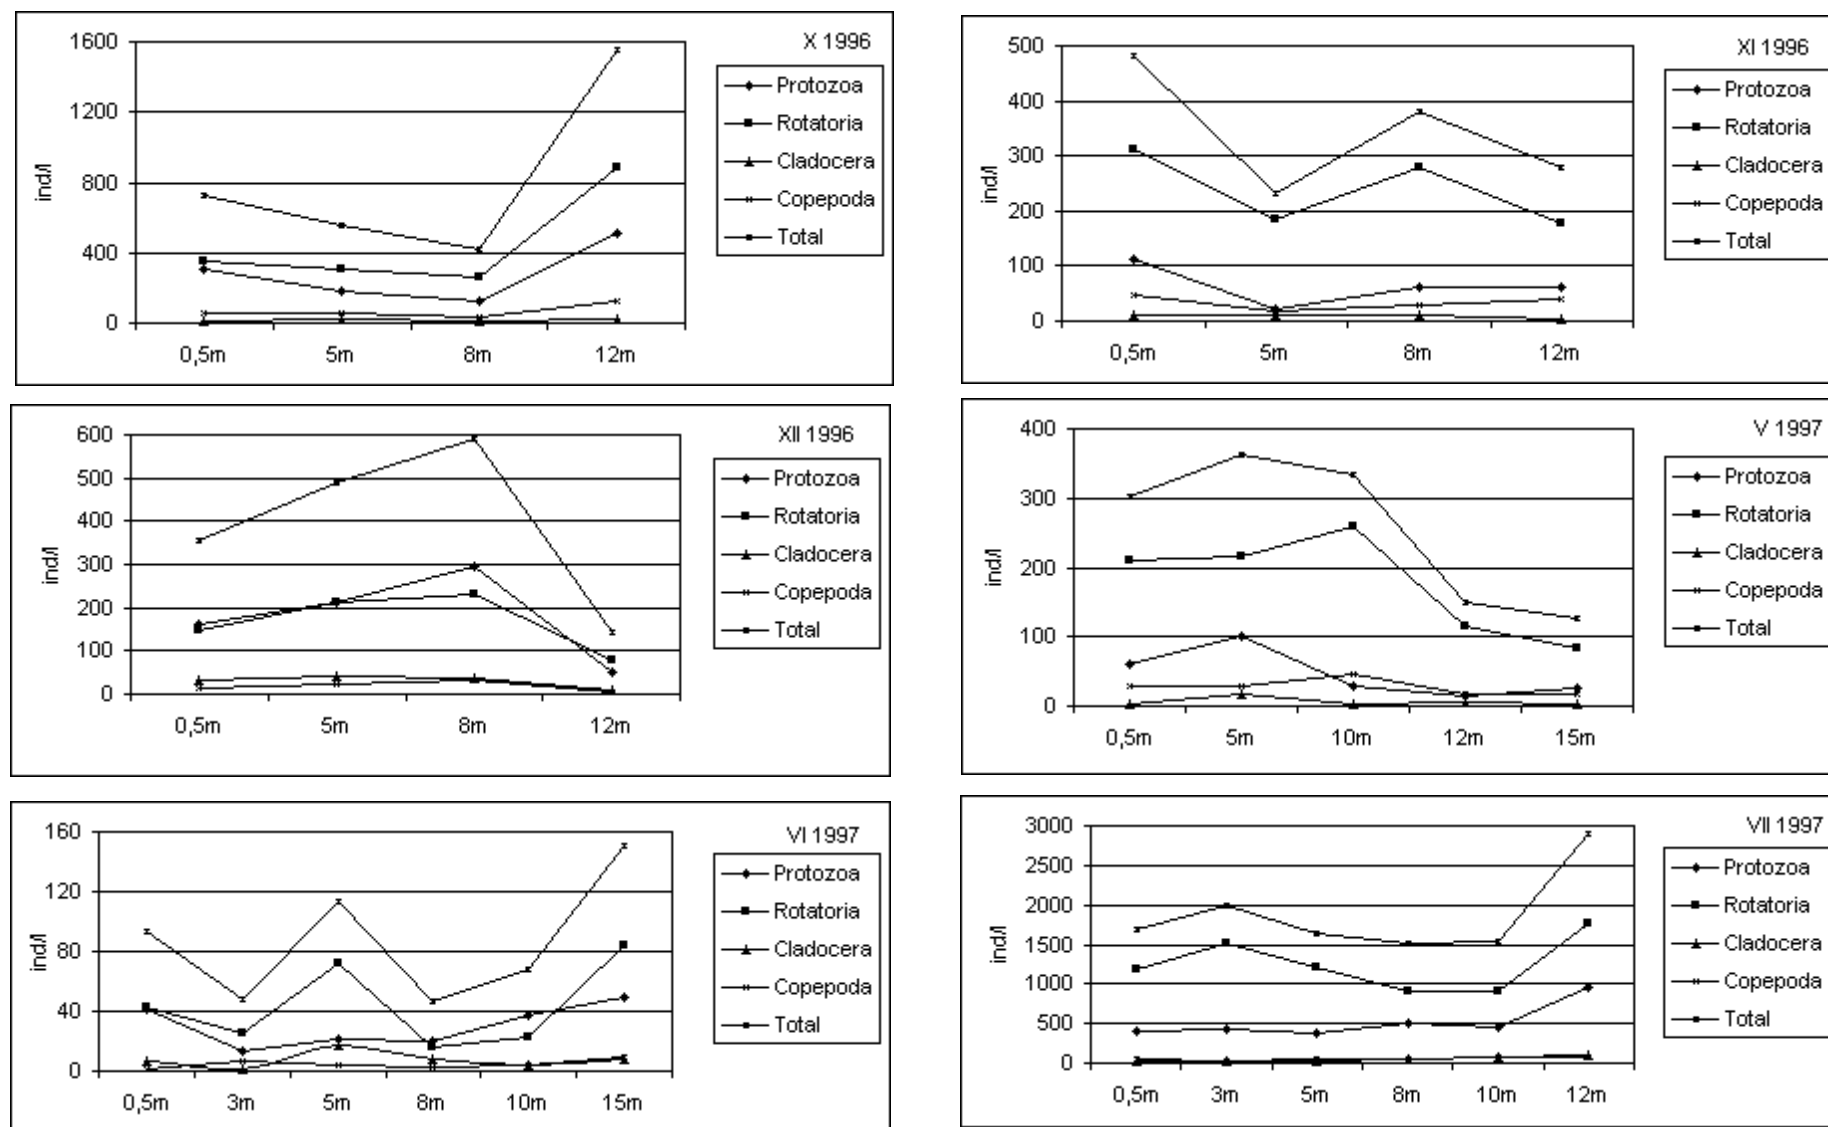 X 1996
1600
1200
800
400
0
ind/l
0,5m 5m 8m 12m
Protozoa
Rotatoria
Cladocera
Copepoda
Total
XI 1996
500
400
300
200
100
0
ind/l
0,5m 5m 8m 12m
Protozoa
Rotatoria
Cladocera
Copepoda
Total
XII 1996
600
500
400
300
200
100
0
ind/l
0,5m 5m 8m 12m
Protozoa
Rotatoria
Cladocera
Copepoda
Total
V 1997
400
300
200
100
0
ind/l
0,5m 5m 10m 12m 15m
Protozoa
Rotatoria
Cladocera
Copepoda
Total
VI 1997
160
120
80
40
0
ind/l
0,5m 3m 5m 8m 10m 15m
Protozoa
Rotatoria
Cladocera
Copepoda
Total
VII 1997
3000
2500
2000
1500
1000
500
0
ind/l
0,5m 3m 5m 8m 10m 12m
Protozoa
Rotatoria
Cladocera
Copepoda
Total